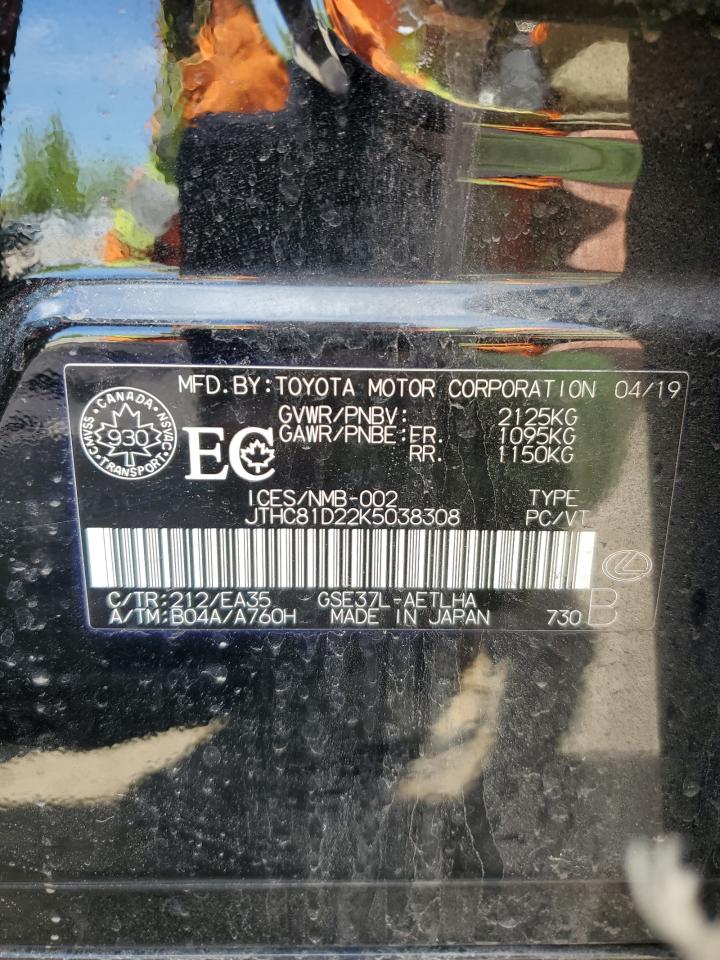 MFD.BY:TOYOTA MOTOR CORPORATION 04/19
CANADA
CMVSS 930 NSVAC
TRANSPORT
EC
GVWR/PNBV: 2125KG
GAWR/PNBE: FR. 1095KG
RR. 1150KG
ICES/NMB-002 TYPE
JTHC81D22K5038308 PC/VT
C/TR:212/EA35 GSE37L-AETLHA
A/TM:B04A/A760H MADE IN JAPAN 730 B